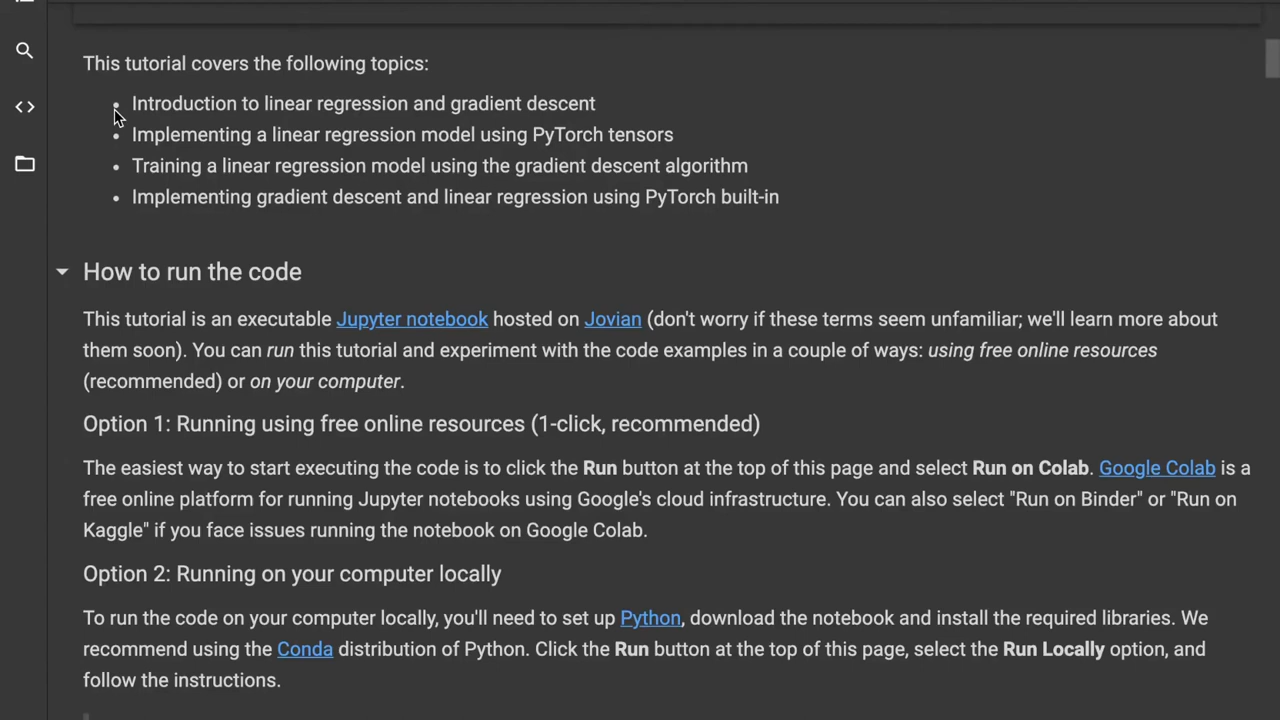 This tutorial covers the following topics:
• Introduction to linear regression and gradient descent
• Implementing a linear regression model using PyTorch tensors
• Training a linear regression model using the gradient descent algorithm
• Implementing gradient descent and linear regression using PyTorch built-in
How to run the code
This tutorial is an executable Jupyter notebook hosted on Jovian (don't worry if these terms seem unfamiliar; we'll learn more about
them soon). You can run this tutorial and experiment with the code examples in a couple of ways: using free online resources
(recommended) or on your computer.
Option 1: Running using free online resources (1-click, recommended)
The easiest way to start executing the code is to click the Run button at the top of this page and select Run on Colab. Google Colab is a
free online platform for running Jupyter notebooks using Google's cloud infrastructure. You can also select "Run on Binder" or "Run on
Kaggle" if you face issues running the notebook on Google Colab.
Option 2: Running on your computer locally
To run the code on your computer locally, you'll need to set up Python, download the notebook and install the required libraries. We
recommend using the Conda distribution of Python. Click the Run button at the top of this page, select the Run Locally option, and
follow the instructions.